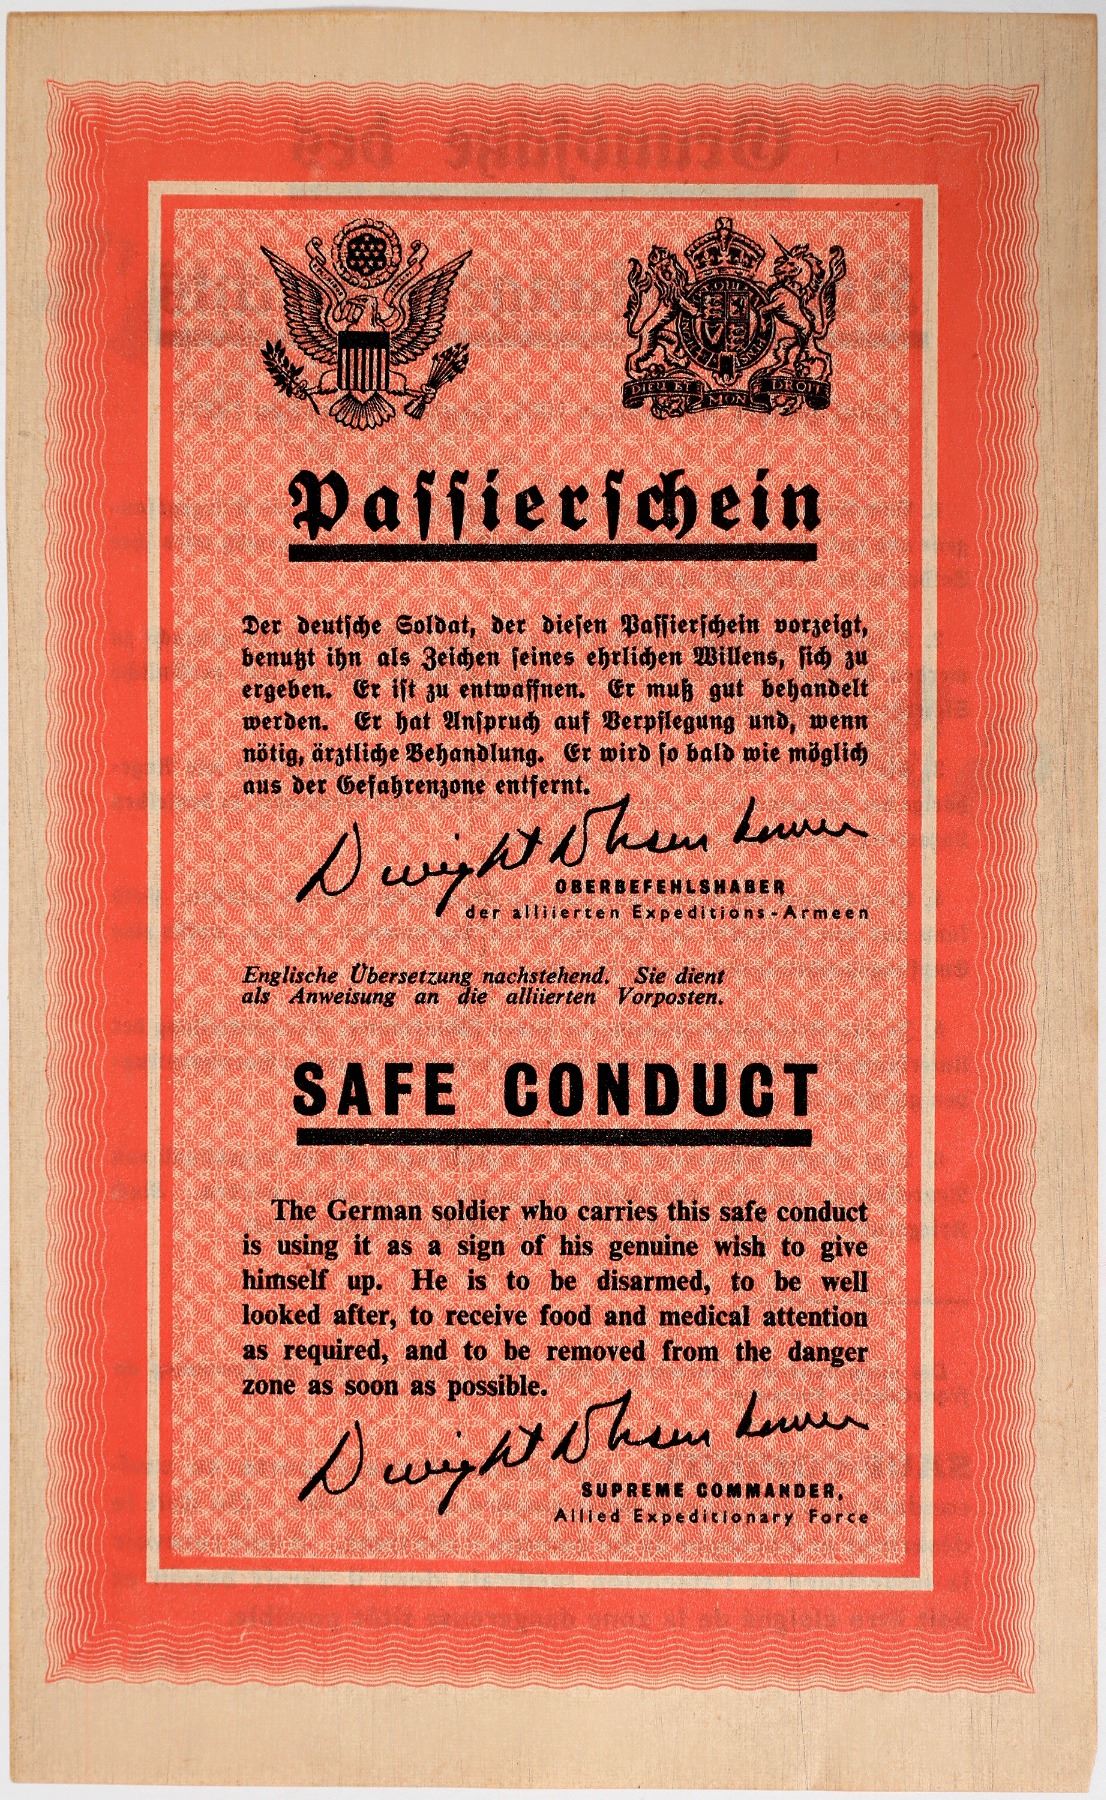 DIEU ET MON DROIT
Passierschein
Der deutsche Soldat, der diesen Passierschein vorzeigt,
benutzt ihn als Zeichen seines ehrlichen Willens, sich zu
ergeben. Er ist zu entwaffnen. Er muß gut behandelt
werden. Er hat Anspruch auf Verpflegung und, wenn
nötig, ärztliche Behandlung. Er wird so bald wie möglich
aus der Gefahrenzone entfernt.
Dwight D Eisenhower
OBERBEFEHLSHABER
der alliierten Expeditions-Armeen
Englische Übersetzung nachstehend. Sie dient
als Anweisung an die alliierten Vorposten.
SAFE CONDUCT
The German soldier who carries this safe conduct
is using it as a sign of his genuine wish to give
himself up. He is to be disarmed, to be well
looked after, to receive food and medical attention
as required, and to be removed from the danger
zone as soon as possible.
Dwight D Eisenhower
SUPREME COMMANDER,
Allied Expeditionary Force